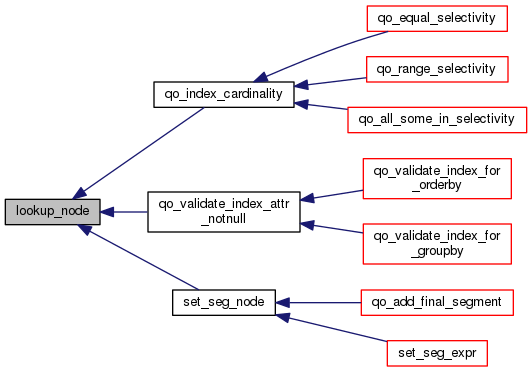 qo_equal_selectivity
qo_index_cardinality
qo_range_selectivity
qo_all_some_in_selectivity
lookup_node
qo_validate_index_attr
_notnull
qo_validate_index_for
_orderby
qo_validate_index_for
_groupby
set_seg_node
qo_add_final_segment
set_seg_expr